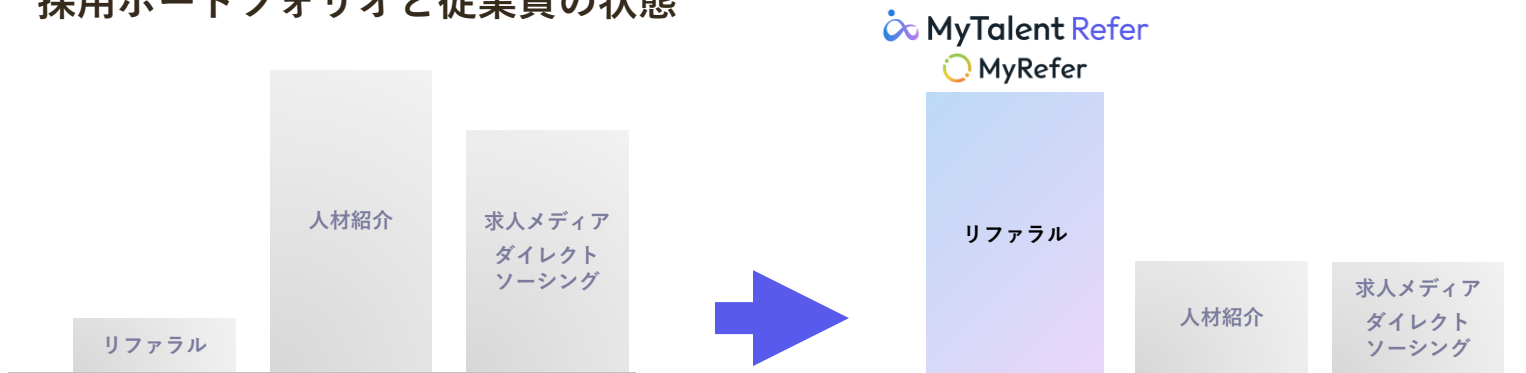 採用ポートフォリオと従業員の状態
MyTalent Refer
MyRefer
リファラル
人材紹介
求人メディア
ダイレクト
ソーシング
リファラル
人材紹介
求人メディア
ダイレクト
ソーシング